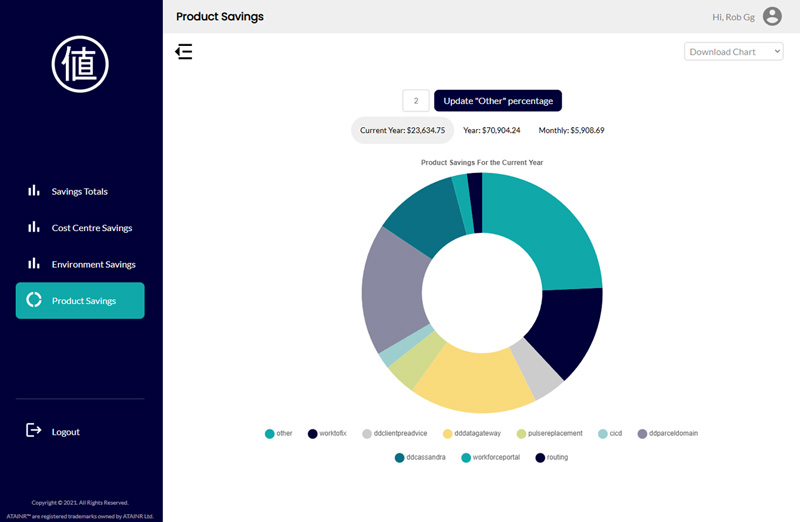 Product Savings
Hi, Rob Gg
値
Download Chart
2
Update "Other" percentage
Current Year: $23,634.75
Year: $70,904.24
Monthly: $5,908.69
Savings Totals
Cost Centre Savings
Environment Savings
Product Savings
Logout
Product Savings For the Current Year
other
worktofix
ddclientpreadvice
dddatagateway
pulsereplacement
cicd
ddparceldomain
ddcassandra
workforceportal
routing
Copyright © 2021, All Rights Reserved.
ATAINR™ are registered trademarks owned by ATAINR Ltd.